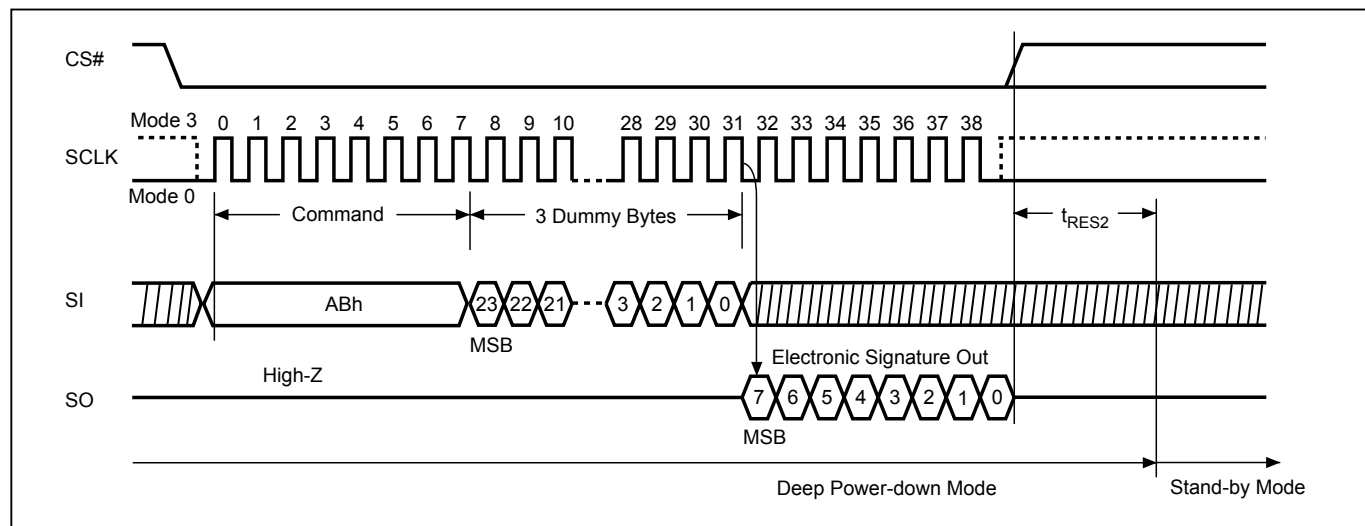 CS#
Mode 3
0 1 2 3 4 5 6 7 8 9 10 28 29 30 31 32 33 34 35 36 37 38
SCLK
Mode 0
Command
3 Dummy Bytes
tRES2
SI
ABh
23 22 21 3 2 1 0
MSB
Electronic Signature Out
High-Z
SO
7 6 5 4 3 2 1 0
MSB
Deep Power-down Mode
Stand-by Mode